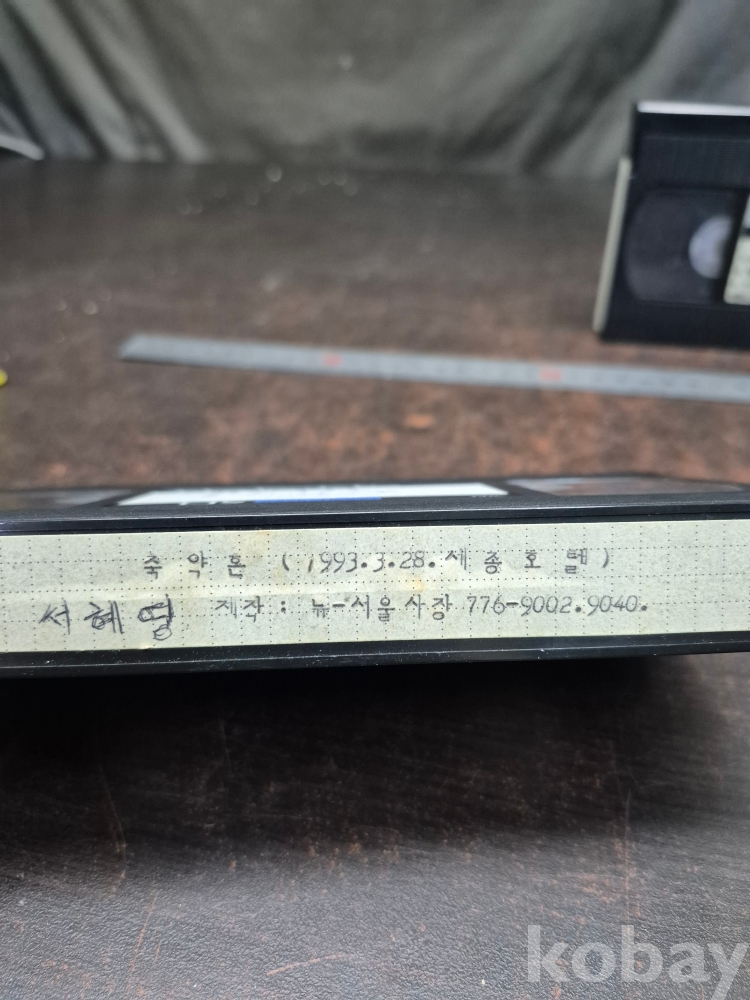 축 약혼 (1993.3.28.세종호텔)
서혜 제작: 뉴-서울사장 776-9002.9040.
kobay